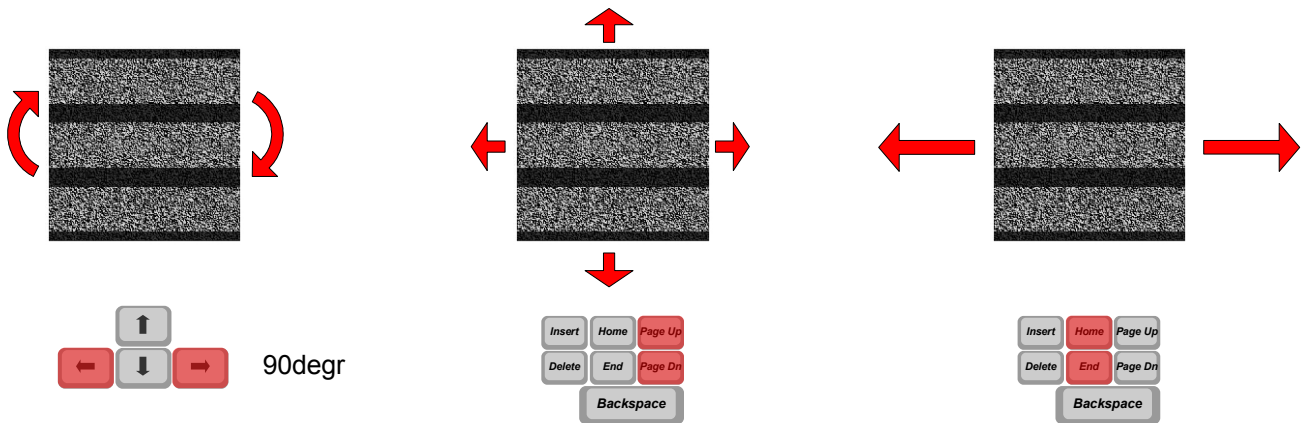 90degr
Insert Home Page Up
Delete End Page Dn
Backspace
Insert Home Page Up
Delete End Page Dn
Backspace